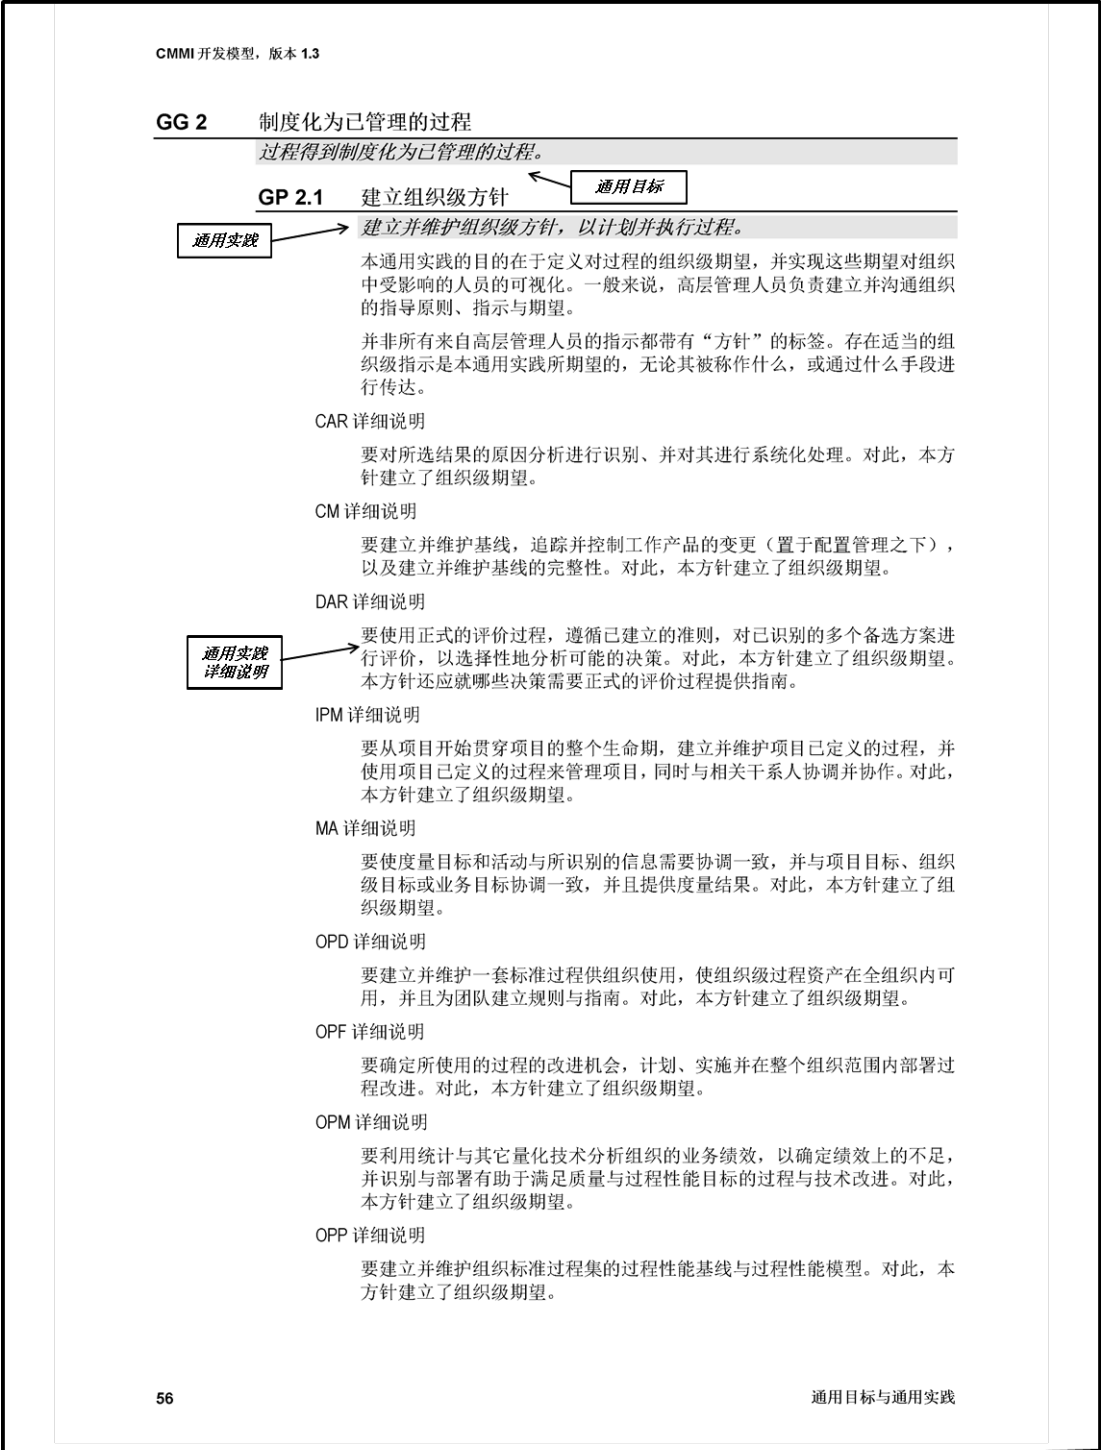 CMMI 开发模型，版本 1.3
GG 2 制度化为已管理的过程
过程得到制度化为已管理的过程。
通用目标
GP 2.1 建立组织级方针
通用实践
建立并维护组织级方针，以计划并执行过程。
本通用实践的目的在于定义对过程的组织级期望，并实现这些期望对组织
中受影响的人员的可视化。一般来说，高层管理人员负责建立并沟通组织
的指导原则、指示与期望。
并非所有来自高层管理人员的指示都带有“方针”的标签。存在适当的组
织级指示是本通用实践所期望的，无论其被称作什么，或通过什么手段进
行传达。
CAR 详细说明
要对所选结果的原因分析进行识别、并对其进行系统化处理。对此，本方
针建立了组织级期望。
CM 详细说明
要建立并维护基线，追踪并控制工作产品的变更（置于配置管理之下），
以及建立并维护基线的完整性。对此，本方针建立了组织级期望。
DAR 详细说明
通用实践
详细说明
要使用正式的评价过程，遵循已建立的准则，对已识别的多个备选方案进
行评价，以选择性地分析可能的决策。对此，本方针建立了组织级期望。
本方针还应就哪些决策需要正式的评价过程提供指南。
IPM 详细说明
要从项目开始贯穿项目的整个生命期，建立并维护项目已定义的过程，并
使用项目已定义的过程来管理项目，同时与相关干系人协调并协作。对此，
本方针建立了组织级期望。
MA 详细说明
要使度量目标和活动与所识别的信息需要协调一致，并与项目目标、组织
级目标或业务目标协调一致，并且提供度量结果。对此，本方针建立了组
织级期望。
OPD 详细说明
要建立并维护一套标准过程供组织使用，使组织级过程资产在全组织内可
用，并且为团队建立规则与指南。对此，本方针建立了组织级期望。
OPF 详细说明
要确定所使用的过程的改进机会，计划、实施并在整个组织范围内部署过
程改进。对此，本方针建立了组织级期望。
OPM 详细说明
要利用统计与其它量化技术分析组织的业务绩效，以确定绩效上的不足，
并识别与部署有助于满足质量与过程性能目标的过程与技术改进。对此，
本方针建立了组织级期望。
OPP 详细说明
要建立并维护组织标准过程集的过程性能基线与过程性能模型。对此，本
方针建立了组织级期望。
56 通用目标与通用实践